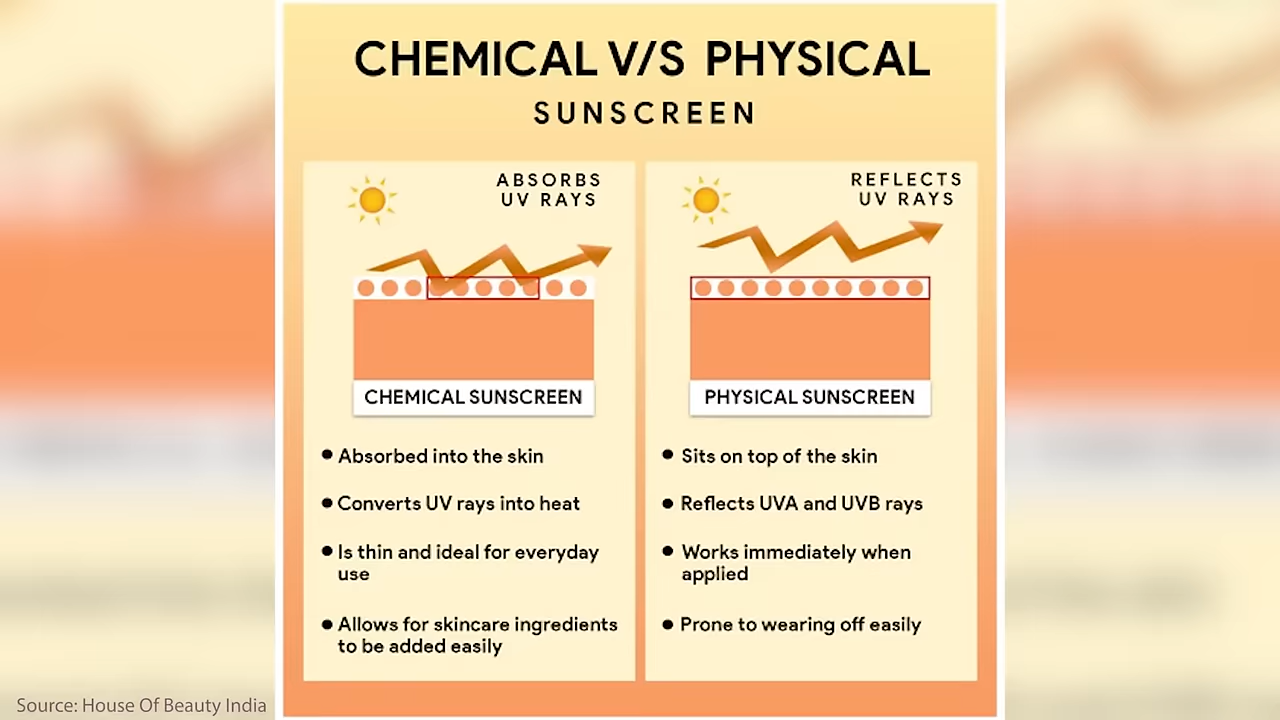 CHEMICAL V/S PHYSICAL
SUNSCREEN
ABSORBS
UV RAYS
CHEMICAL SUNSCREEN
Absorbed into the skin
Converts UV rays into heat
Is thin and ideal for everyday
use
Allows for skincare ingredients
to be added easily
REFLECTS
UV RAYS
PHYSICAL SUNSCREEN
Sits on top of the skin
Reflects UVA and UVB rays
Works immediately when
applied
Prone to wearing off easily
Source: House Of Beauty India